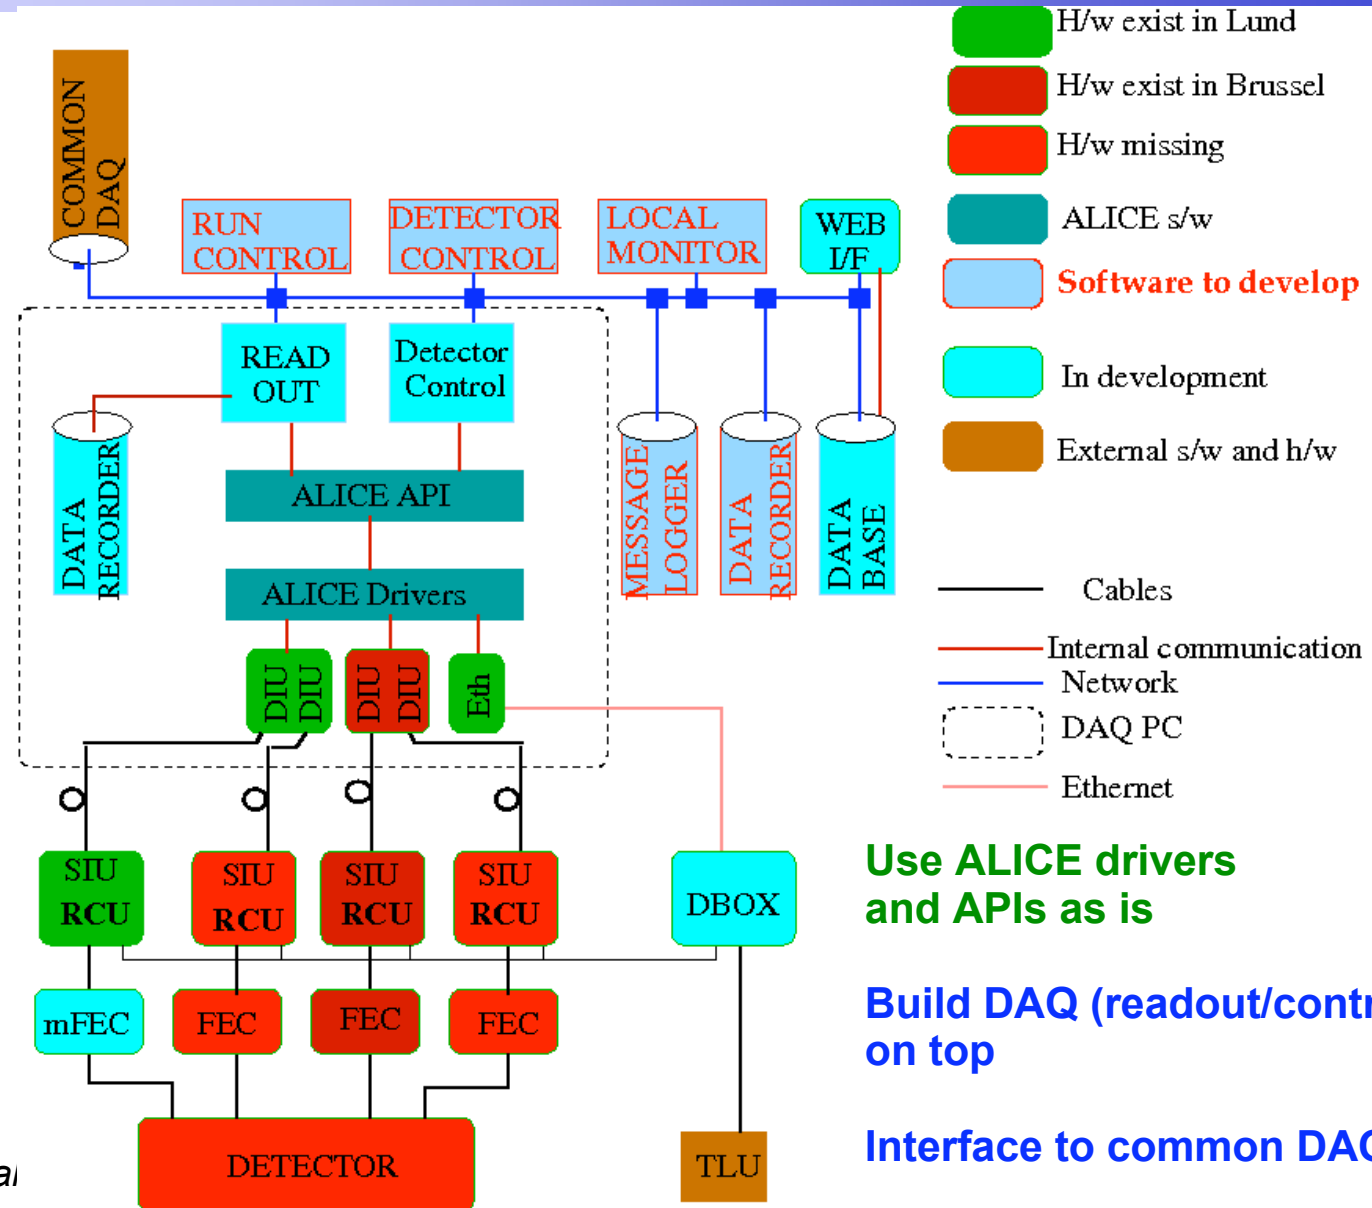 H/w exist in Lund
H/w exist in Brussel
H/w missing
ALICE s/w
Software to develop
In development
External s/w and h/w
Cables
Internal communication
Network
DAQ PC
Ethernet
COMMON
DAQ
RUN
CONTROL
DETECTOR
CONTROL
LOCAL
MONITOR
WEB
I/F
READ
OUT
Detector
Control
DATA
RECORDER
ALICE API
ALICE Drivers
MESSAGE
LOGGER
DATA
RECORDER
DATA
BASE
DIU
DIU
DIU
DIU
Eth
SIU
RCU
SIU
RCU
SIU
RCU
SIU
RCU
DBOX
mFEC
FEC
FEC
FEC
DETECTOR
TLU
Use ALICE drivers
and APIs as is
Build DAQ (readout/contr
on top
Interface to common DAQ